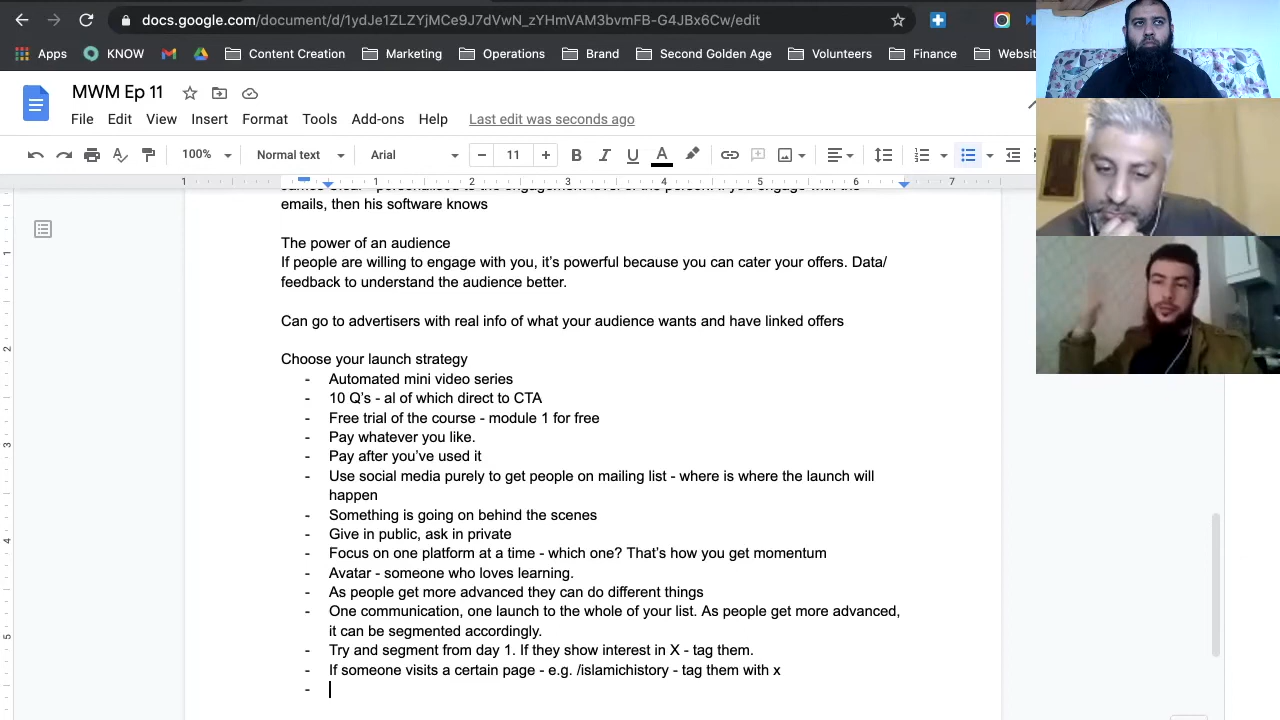 docs.google.com/document/d/1ydJe1ZLZYjMCe9J7dVwN_zYHmVAM3bvmFB-G4JBx6Cw/edit
Apps KNOW Content Creation Marketing Operations Brand Second Golden Age Volunteers Finance Websit
MWM Ep 11
File Edit View Insert Format Tools Add-ons Help Last edit was seconds ago
100% Normal text Arial 11 B I U A
1 1 2 3 4 5 6 7
emails, then his software knows
The power of an audience
If people are willing to engage with you, it’s powerful because you can cater your offers. Data/
feedback to understand the audience better.
Can go to advertisers with real info of what your audience wants and have linked offers
Choose your launch strategy
- Automated mini video series
- 10 Q’s - al of which direct to CTA
- Free trial of the course - module 1 for free
- Pay whatever you like.
- Pay after you’ve used it
- Use social media purely to get people on mailing list - where is where the launch will
happen
- Something is going on behind the scenes
- Give in public, ask in private
- Focus on one platform at a time - which one? That’s how you get momentum
- Avatar - someone who loves learning.
- As people get more advanced they can do different things
- One communication, one launch to the whole of your list. As people get more advanced,
it can be segmented accordingly.
- Try and segment from day 1. If they show interest in X - tag them.
- If someone visits a certain page - e.g. /islamichistory - tag them with x
-